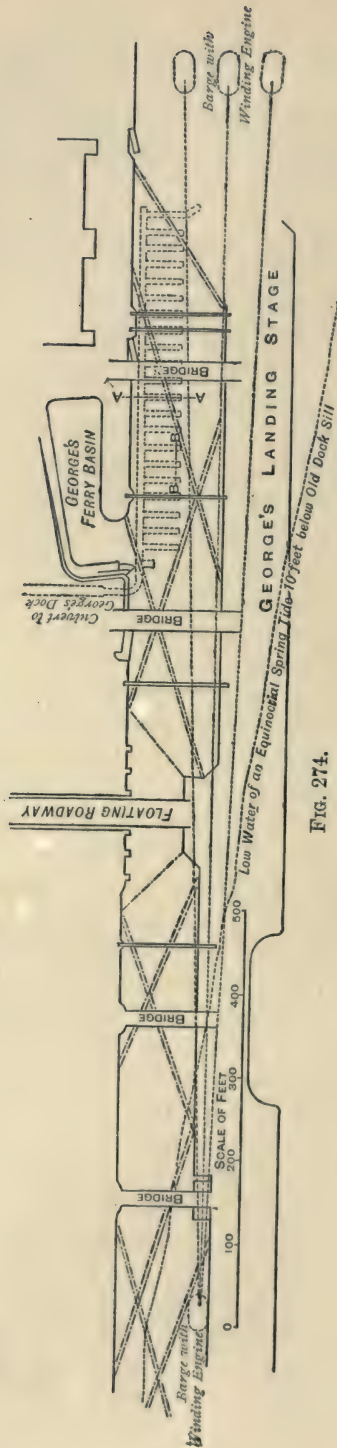 Barge with
Winding Engine
BRIDGE
A
A
B
B
GEORGE'S
FERRY BASIN
GEORGE'S LANDING STAGE
Culvert to
George's Dock
BRIDGE
Low Water of an Equinoctial Spring Tide 10 feet below Old Dock Sill
FLOATING ROADWAY
BRIDGE
BRIDGE
SCALE OF FEET
0 100 200 300 400 500
Barge with
Winding Engine
FIG. 274.